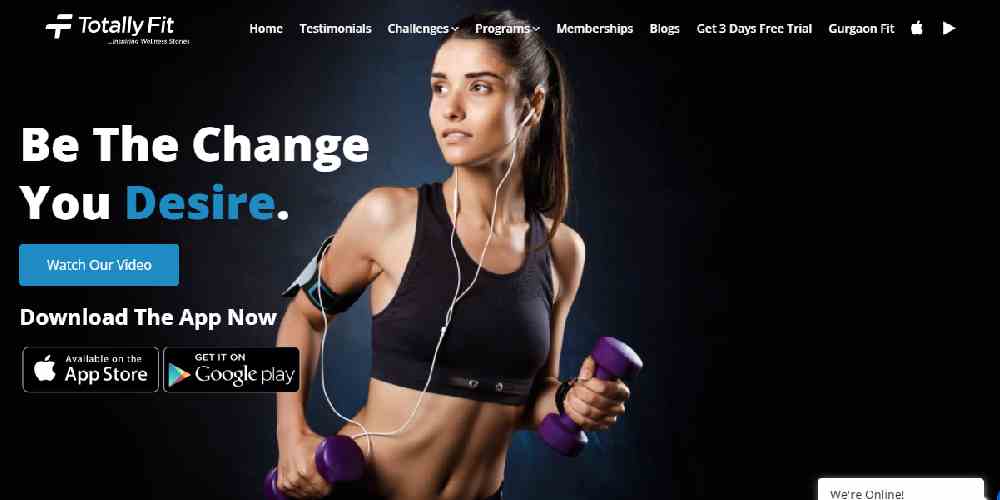 Totally Fit
...Inspiring Wellness Stories
Home Testimonials Challenges Programs Memberships Blogs Get 3 Days Free Trial Gurgaon Fit
Be The Change
You Desire.
Watch Our Video
Download The App Now
Available on the
App Store
GET IT ON
Google play
We're Online!